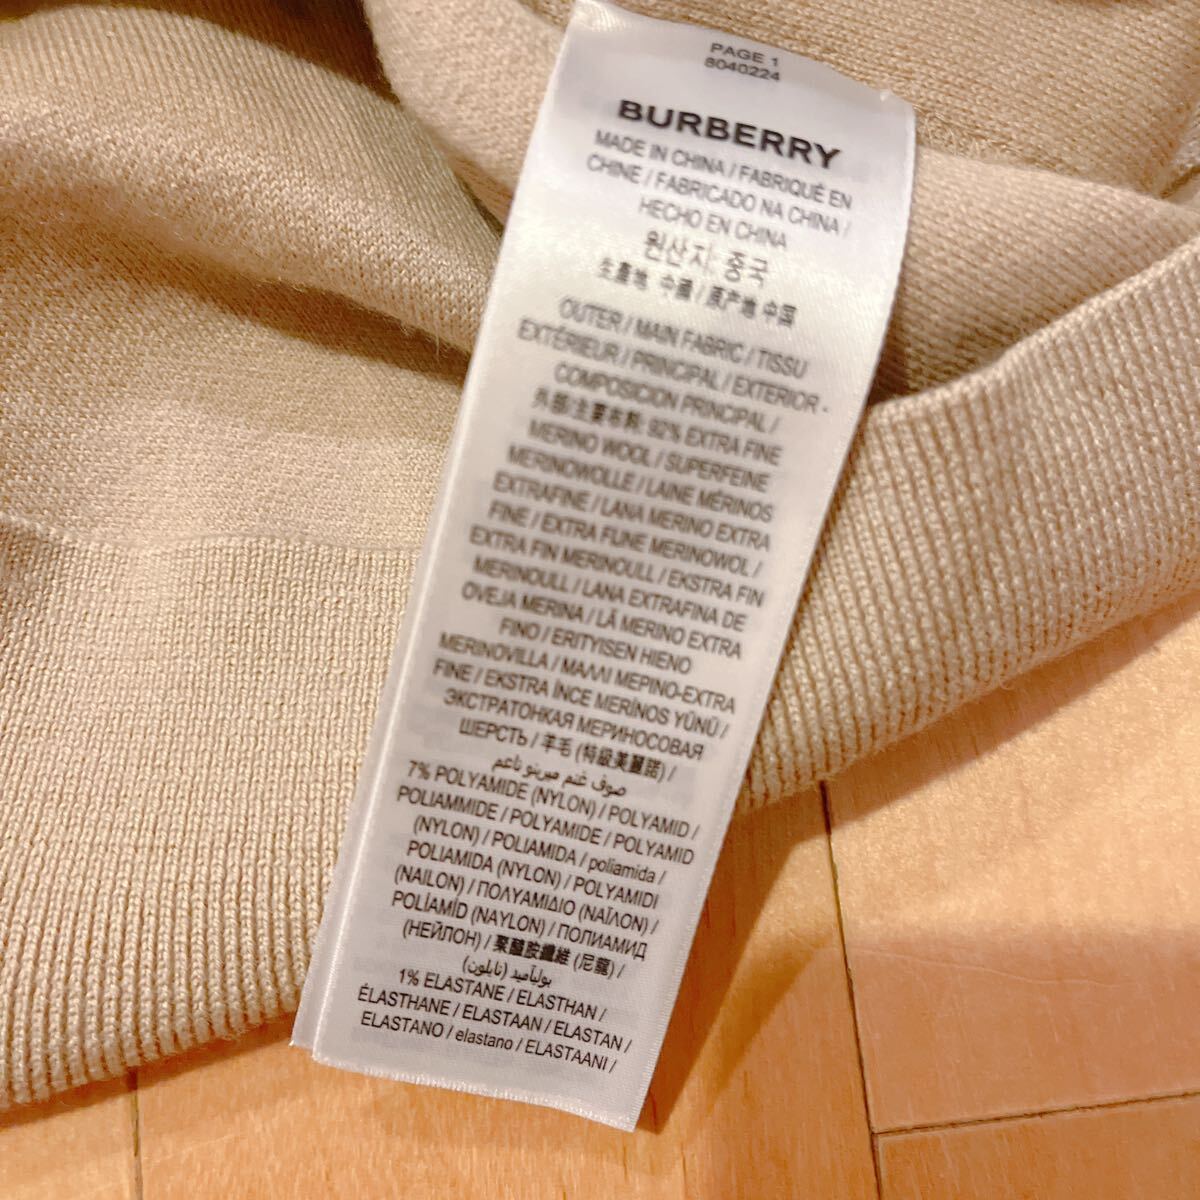 PAGE 1
8040224
BURBERRY
MADE IN CHINA / FABRIQUÉ EN
CHINE / FABRICADO NA CHINA /
HECHO EN CHINA
원산지: 중국
生產地 中國 / 原产地 中国
OUTER / MAIN FABRIC / TISSU
EXTÉRIEUR / PRINCIPAL / EXTERIOR -
COMPOSICION PRINCIPAL /
外部/主要布料: 92% EXTRA FINE
MERINO WOOL / SUPERFEINE
MERINOWOLLE / LAINE MÉRINOS
EXTRAFINE / LANA MERINO EXTRA
FINE / EXTRA FIJNE MERINOWOL /
EXTRA FIN MERINOULL / EKSTRA FIN
MERINOULL / LANA EXTRAFINA DE
OVEJA MERINA / LÃ MERINO EXTRA
FINO / ERITYISEN HIENO
MERINOVILLA / ΜΑΛΛΙ ΜΕΡΙΝΟ-EXTRA
FINE / EKSTRA İNCE MERİNOS YÜNÜ /
ЭКСТРАТОНКАЯ МЕРИНОСОВАЯ
ШЕРСТЬ / 羊毛 (特級美麗諾) /
صوف غنم ميرينو ناعم
7% POLYAMIDE (NYLON) / POLYAMID /
POLIAMMIDE / POLYAMIDE / POLYAMID
(NYLON) / POLIAMIDA / poliamida /
POLIAMIDA (NYLON) / POLYAMIDI
(NAILON) / ΠΟΛΥΑΜΙΔΙΟ (ΝΑΪΛΟΝ) /
POLİAMİD (NAYLON) / ПОЛИАМИД
(НЕЙЛОН) / 聚醯胺纖維 (尼龍) /
بولياميد (نايلون)
1% ELASTANE / ELASTHAN /
ÉLASTHANE / ELASTAAN / ELASTAN /
ELASTANO / elastano / ELASTAANI /